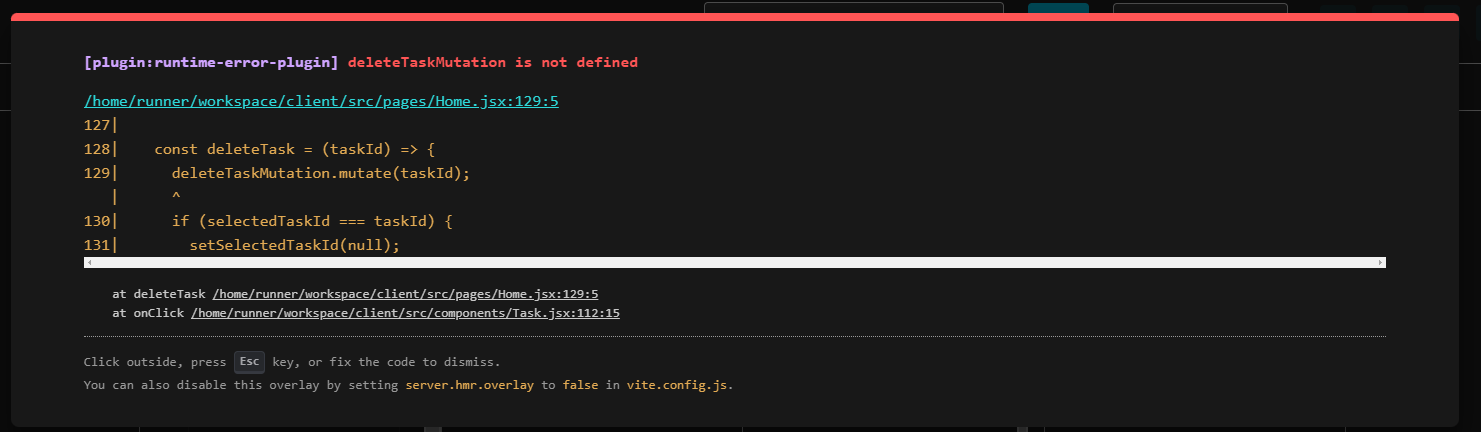 [plugin:runtime-error-plugin] deleteTaskMutation is not defined
/home/runner/workspace/client/src/pages/Home.jsx:129:5
127|
128|    const deleteTask = (taskId) => {
129|      deleteTaskMutation.mutate(taskId);
   |      ^
130|      if (selectedTaskId === taskId) {
131|        setSelectedTaskId(null);
at deleteTask /home/runner/workspace/client/src/pages/Home.jsx:129:5
at onClick /home/runner/workspace/client/src/components/Task.jsx:112:15
Click outside, press Esc key, or fix the code to dismiss.
You can also disable this overlay by setting server.hmr.overlay to false in vite.config.js.